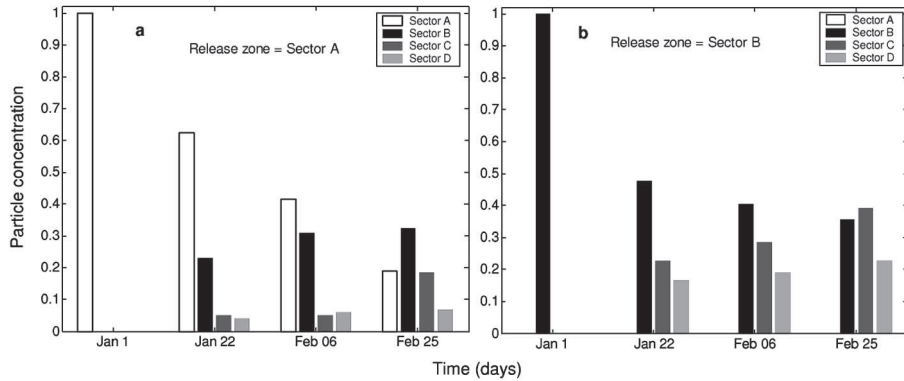 a
Release zone = Sector A
Sector A
Sector B
Sector C
Sector D
Particle concentration
1
0.9
0.8
0.7
0.6
0.5
0.4
0.3
0.2
0.1
0
Jan 1
Jan 22
Feb 06
Feb 25
b
Release zone = Sector B
Sector A
Sector B
Sector C
Sector D
1
0.9
0.8
0.7
0.6
0.5
0.4
0.3
0.2
0.1
0
Jan 1
Jan 22
Feb 06
Feb 25
Time (days)